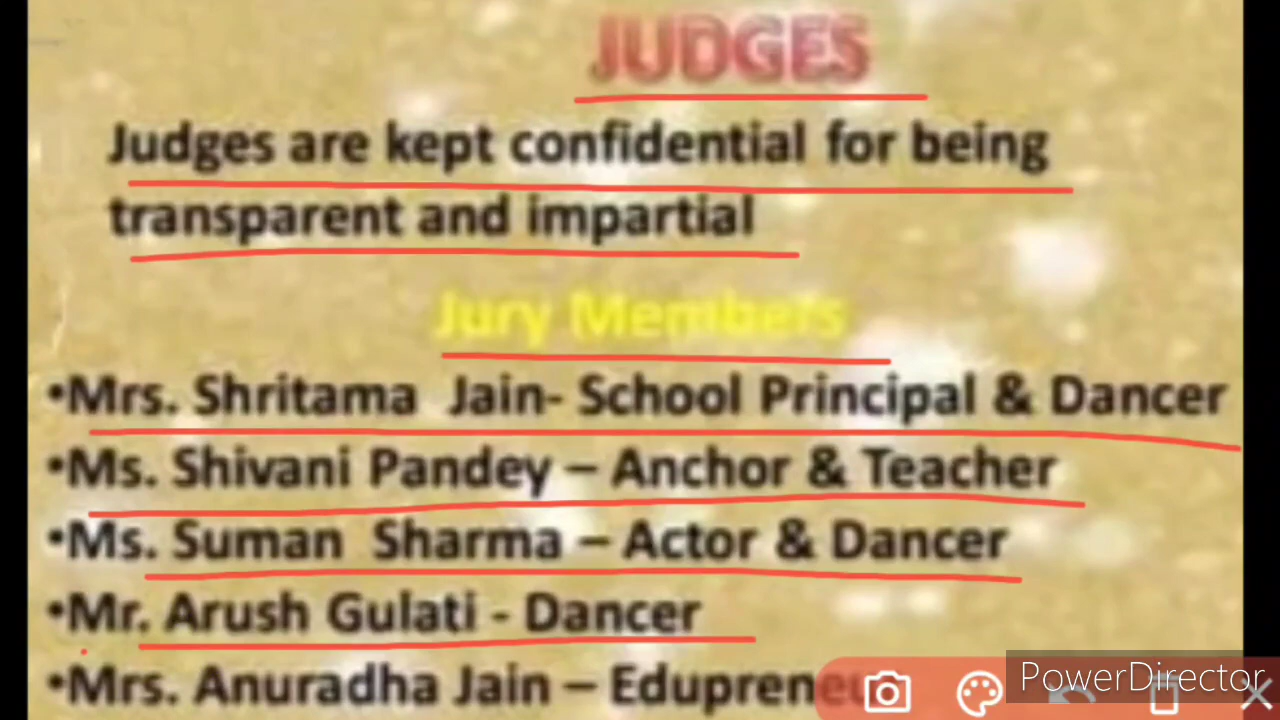 JUDGES
Judges are kept confidential for being
transparent and impartial
Jury Members
•Mrs. Shritama Jain- School Principal & Dancer
•Ms. Shivani Pandey – Anchor & Teacher
•Ms. Suman Sharma – Actor & Dancer
•Mr. Arush Gulati - Dancer
•Mrs. Anuradha Jain –
PowerDirector